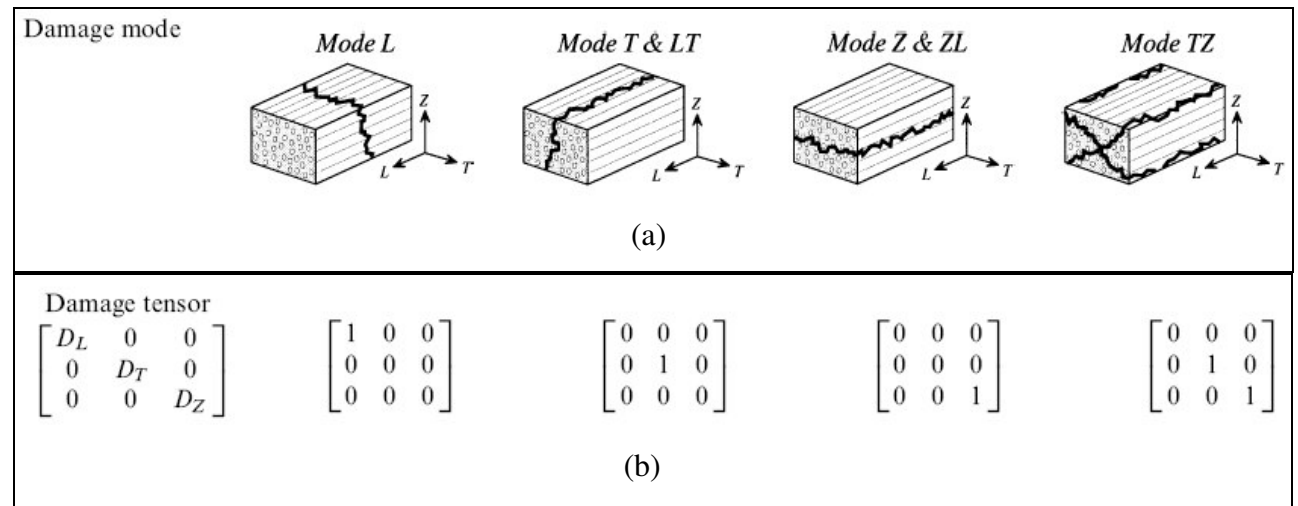 Damage mode
Mode L
Mode T & LT
Mode Z & ZL
Mode TZ
Z
L
T
Z
L
T
Z
L
T
Z
L
T
(a)
Damage tensor
D_L 0 0
0 D_T 0
0 0 D_Z
1 0 0
0 0 0
0 0 0
0 0 0
0 1 0
0 0 0
0 0 0
0 0 0
0 0 1
0 0 0
0 1 0
0 0 1
(b)